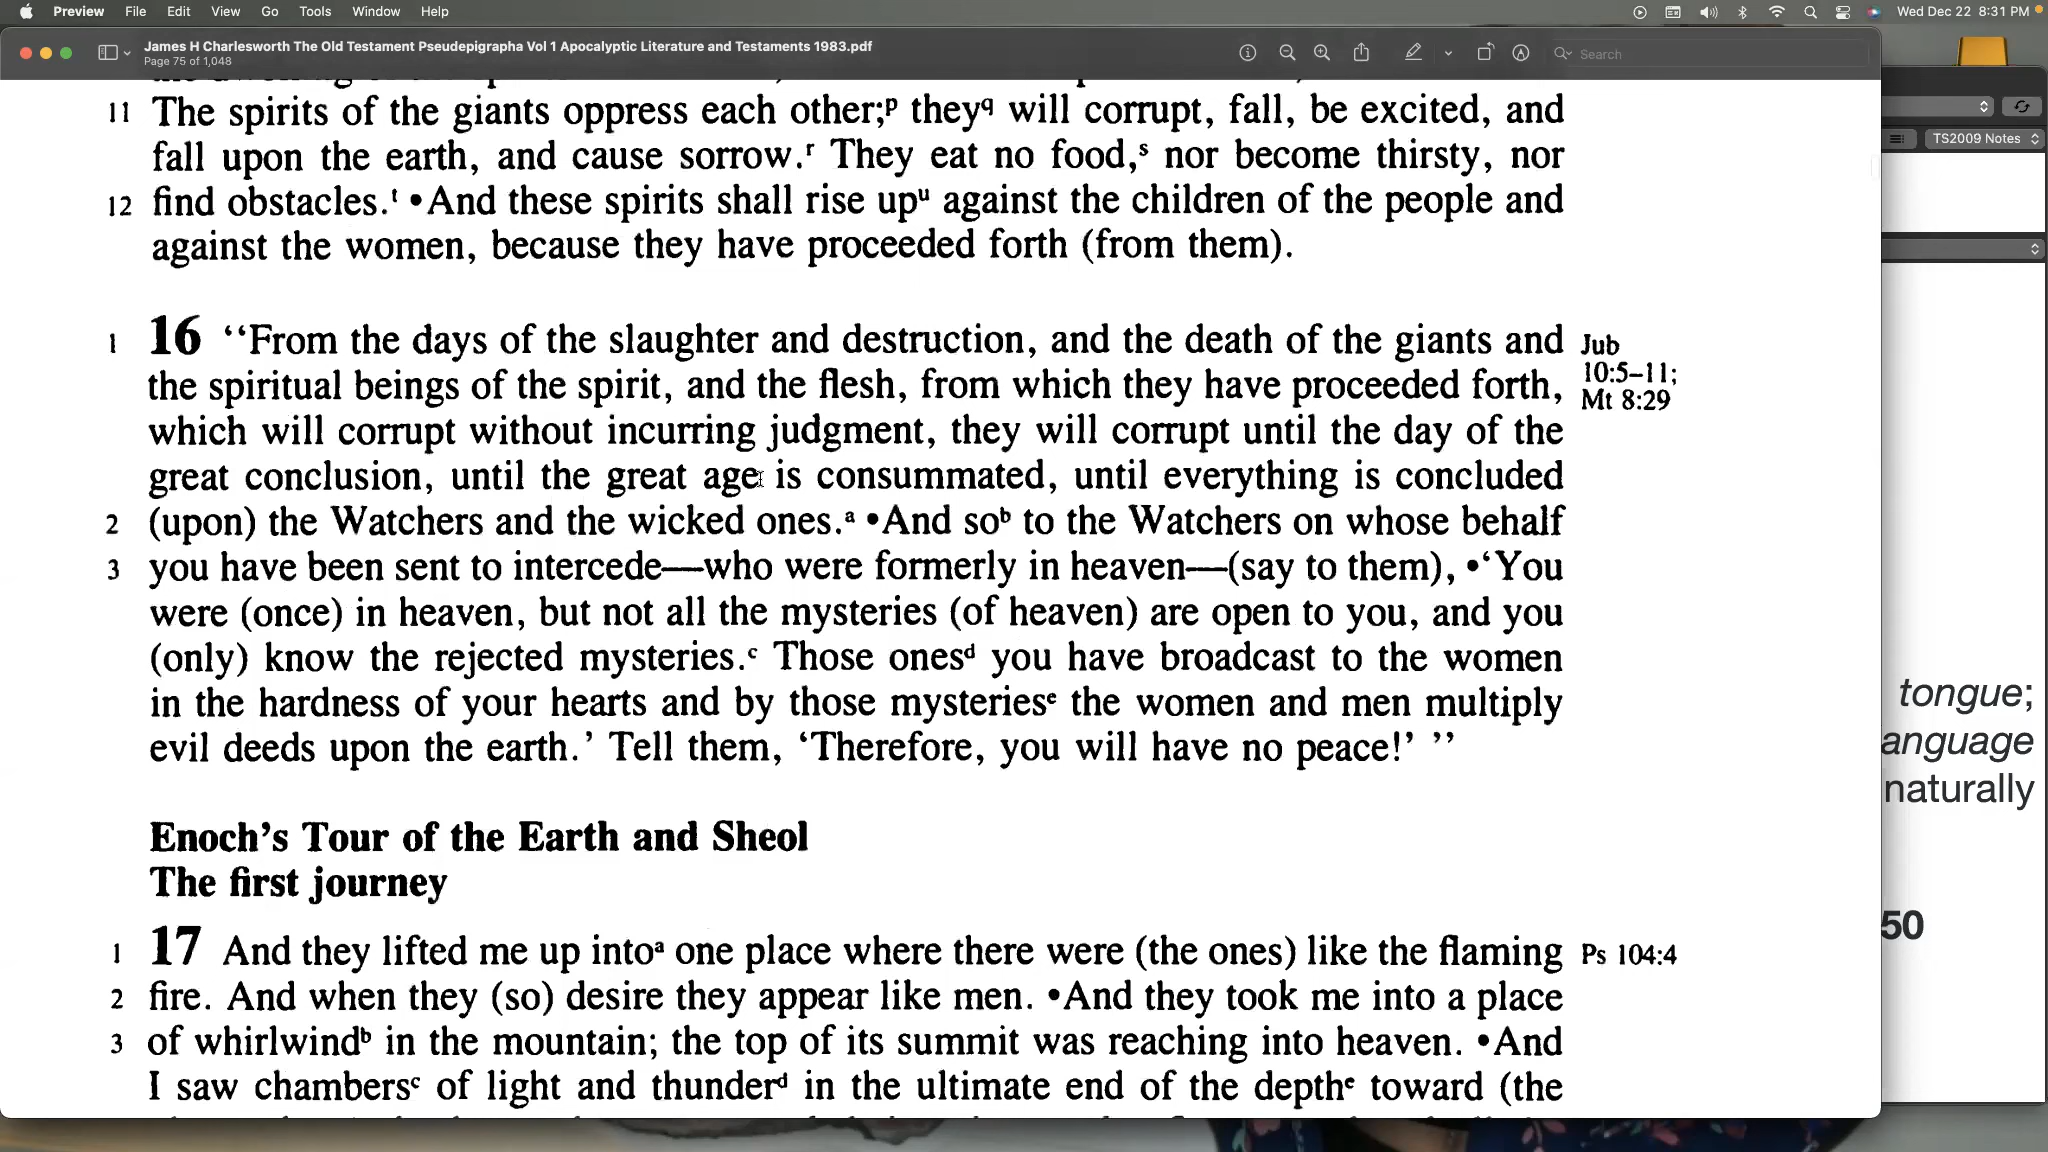 Preview File Edit View Go Tools Window Help Wed Dec 22 8:31 PM
James H Charlesworth The Old Testament Pseudepigrapha Vol 1 Apocalyptic Literature and Testaments 1983.pdf
Page 75 of 1,048
Search
TS2009 Notes
11 The spirits of the giants oppress each other;ᵖ they𐞥 will corrupt, fall, be excited, and
fall upon the earth, and cause sorrow.ʳ They eat no food,ˢ nor become thirsty, nor
12 find obstacles.ᵗ •And these spirits shall rise upᵘ against the children of the people and
against the women, because they have proceeded forth (from them).
1 16 ‘‘From the days of the slaughter and destruction, and the death of the giants and Jub
the spiritual beings of the spirit, and the flesh, from which they have proceeded forth, 10:5–11;
Mt 8:29
which will corrupt without incurring judgment, they will corrupt until the day of the
great conclusion, until the great age is consummated, until everything is concluded
2 (upon) the Watchers and the wicked ones.ᵃ •And soᵇ to the Watchers on whose behalf
3 you have been sent to intercede—who were formerly in heaven—(say to them), •‘You
were (once) in heaven, but not all the mysteries (of heaven) are open to you, and you
(only) know the rejected mysteries.ᶜ Those onesᵈ you have broadcast to the women
in the hardness of your hearts and by those mysteriesᵉ the women and men multiply
evil deeds upon the earth.’ Tell them, ‘Therefore, you will have no peace!’ ’’
Enoch’s Tour of the Earth and Sheol
The first journey
1 17 And they lifted me up intoᵃ one place where there were (the ones) like the flaming Ps 104:4
2 fire. And when they (so) desire they appear like men. •And they took me into a place
3 of whirlwindᵇ in the mountain; the top of its summit was reaching into heaven. •And
I saw chambersᶜ of light and thunderᵈ in the ultimate end of the depthᵉ toward (the
tongue;
anguage
naturally
50